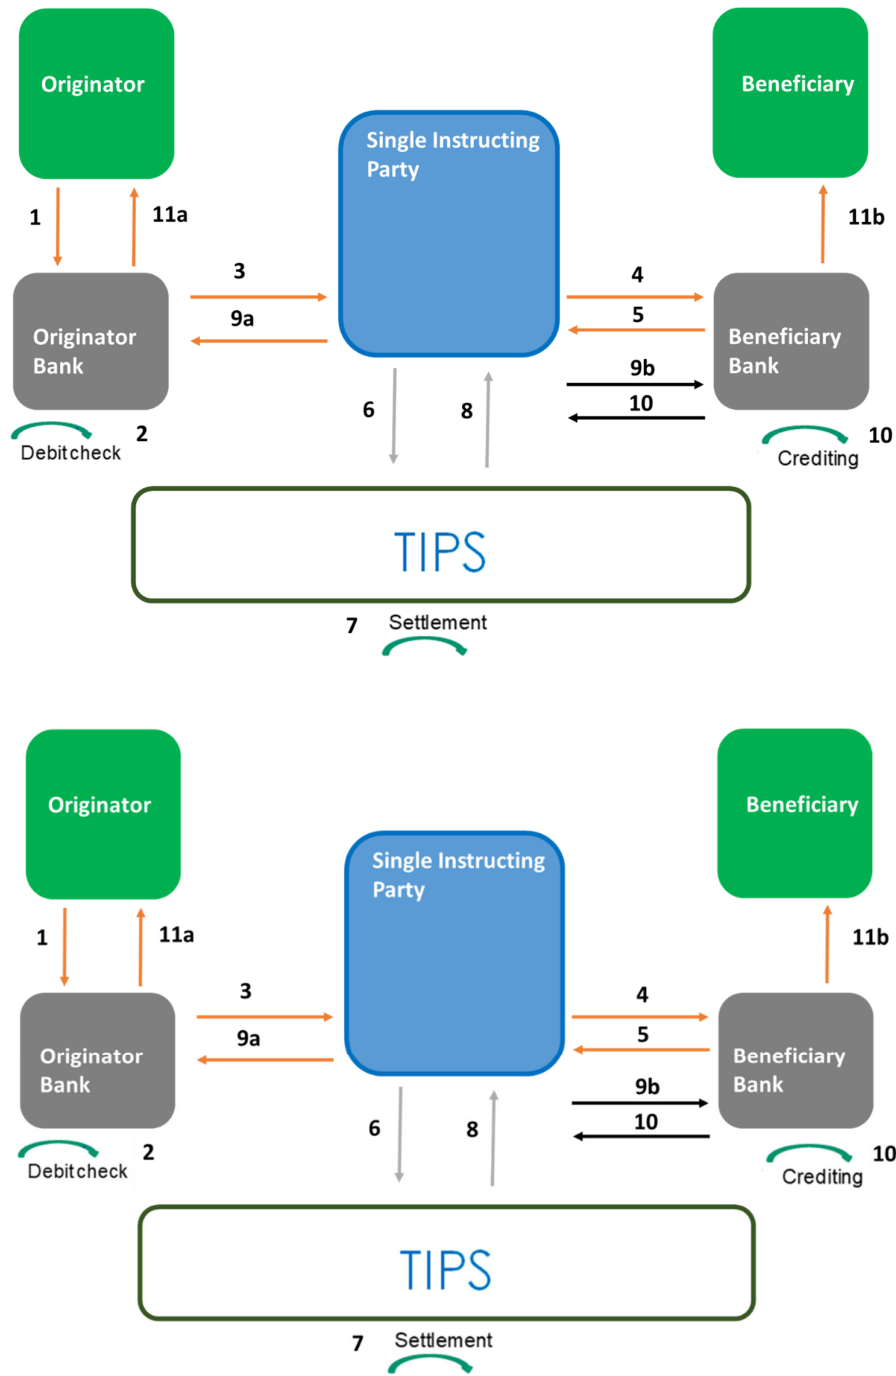 Originator
Beneficiary
Single Instructing
Party
1
11a
11b
3
4
9a
5
Originator
Bank
Beneficiary
Bank
9b
6
8
10
2
10
Debitcheck
Crediting
TIPS
7
Settlement
Originator
Beneficiary
Single Instructing
Party
1
11a
11b
3
4
9a
5
Originator
Bank
Beneficiary
Bank
9b
6
8
10
2
10
Debitcheck
Crediting
TIPS
7
Settlement